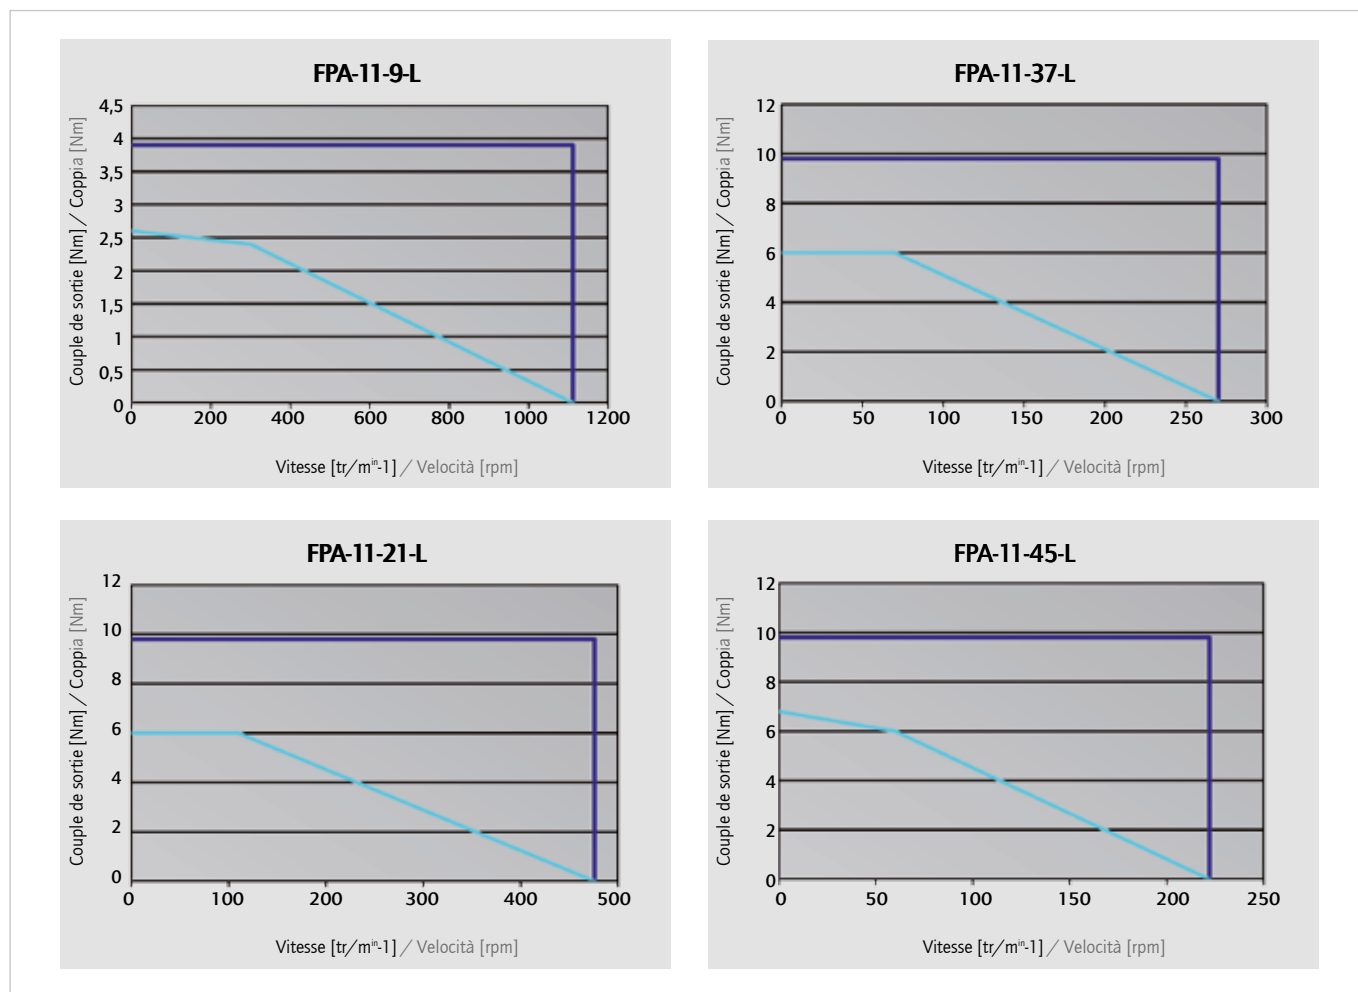 FPA-11-9-L
Couple de sortie [Nm] / Coppia [Nm]
4,5
4
3,5
3
2,5
2
1,5
1
0,5
0
0 200 400 600 800 1000 1200
Vitesse [tr/mⁱⁿ-1] / Velocità [rpm]
FPA-11-37-L
Couple de sortie [Nm] / Coppia [Nm]
12
10
8
6
4
2
0
0 50 100 150 200 250 300
Vitesse [tr/mⁱⁿ-1] / Velocità [rpm]
FPA-11-21-L
Couple de sortie [Nm] / Coppia [Nm]
12
10
8
6
4
2
0
0 100 200 300 400 500
Vitesse [tr/mⁱⁿ-1] / Velocità [rpm]
FPA-11-45-L
Couple de sortie [Nm] / Coppia [Nm]
12
10
8
6
4
2
0
0 50 100 150 200 250
Vitesse [tr/mⁱⁿ-1] / Velocità [rpm]